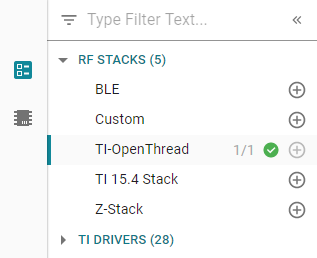 Type Filter Text...
RF STACKS (5)
BLE
Custom
TI-OpenThread 1/1
TI 15.4 Stack
Z-Stack
TI DRIVERS (28)